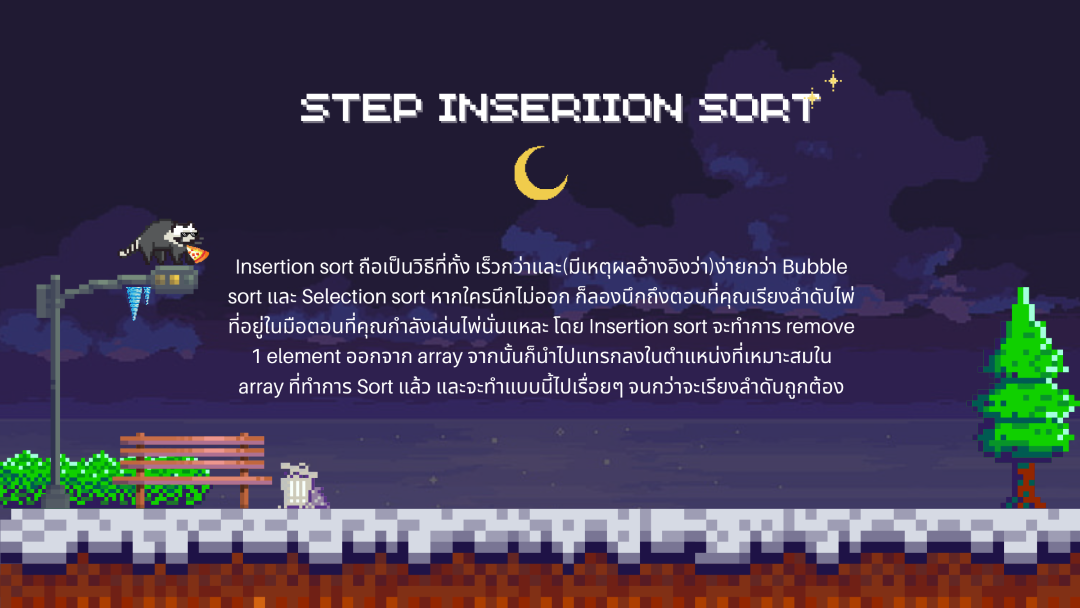 STEP INSERIION SORT
Insertion sort ถือเป็นวิธีที่ทั้ง เร็วกว่าและ(มีเหตุผลอ้างอิงว่า)ง่ายกว่า Bubble
sort และ Selection sort หากใครนึกไม่ออก ก็ลองนึกถึงตอนที่คุณเรียงลำดับไพ่
ที่อยู่ในมือตอนที่คุณกำลังเล่นไพ่นั่นแหละ โดย Insertion sort จะทำการ remove
1 element ออกจาก array จากนั้นก็นำไปแทรกลงในตำแหน่งที่เหมาะสมใน
array ที่ทำการ Sort แล้ว และจะทำแบบนี้ไปเรื่อยๆ จนกว่าจะเรียงลำดับถูกต้อง